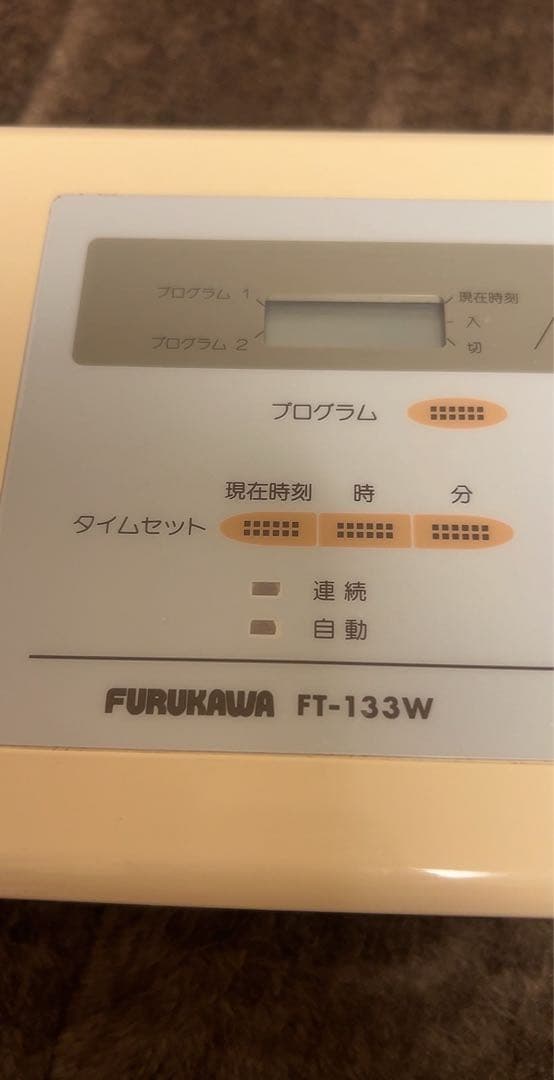 プログラム 1
現在時刻
入
プログラム 2
切
プログラム
現在時刻 時 分
タイムセット
連続
自動
FURUKAWA FT-133W